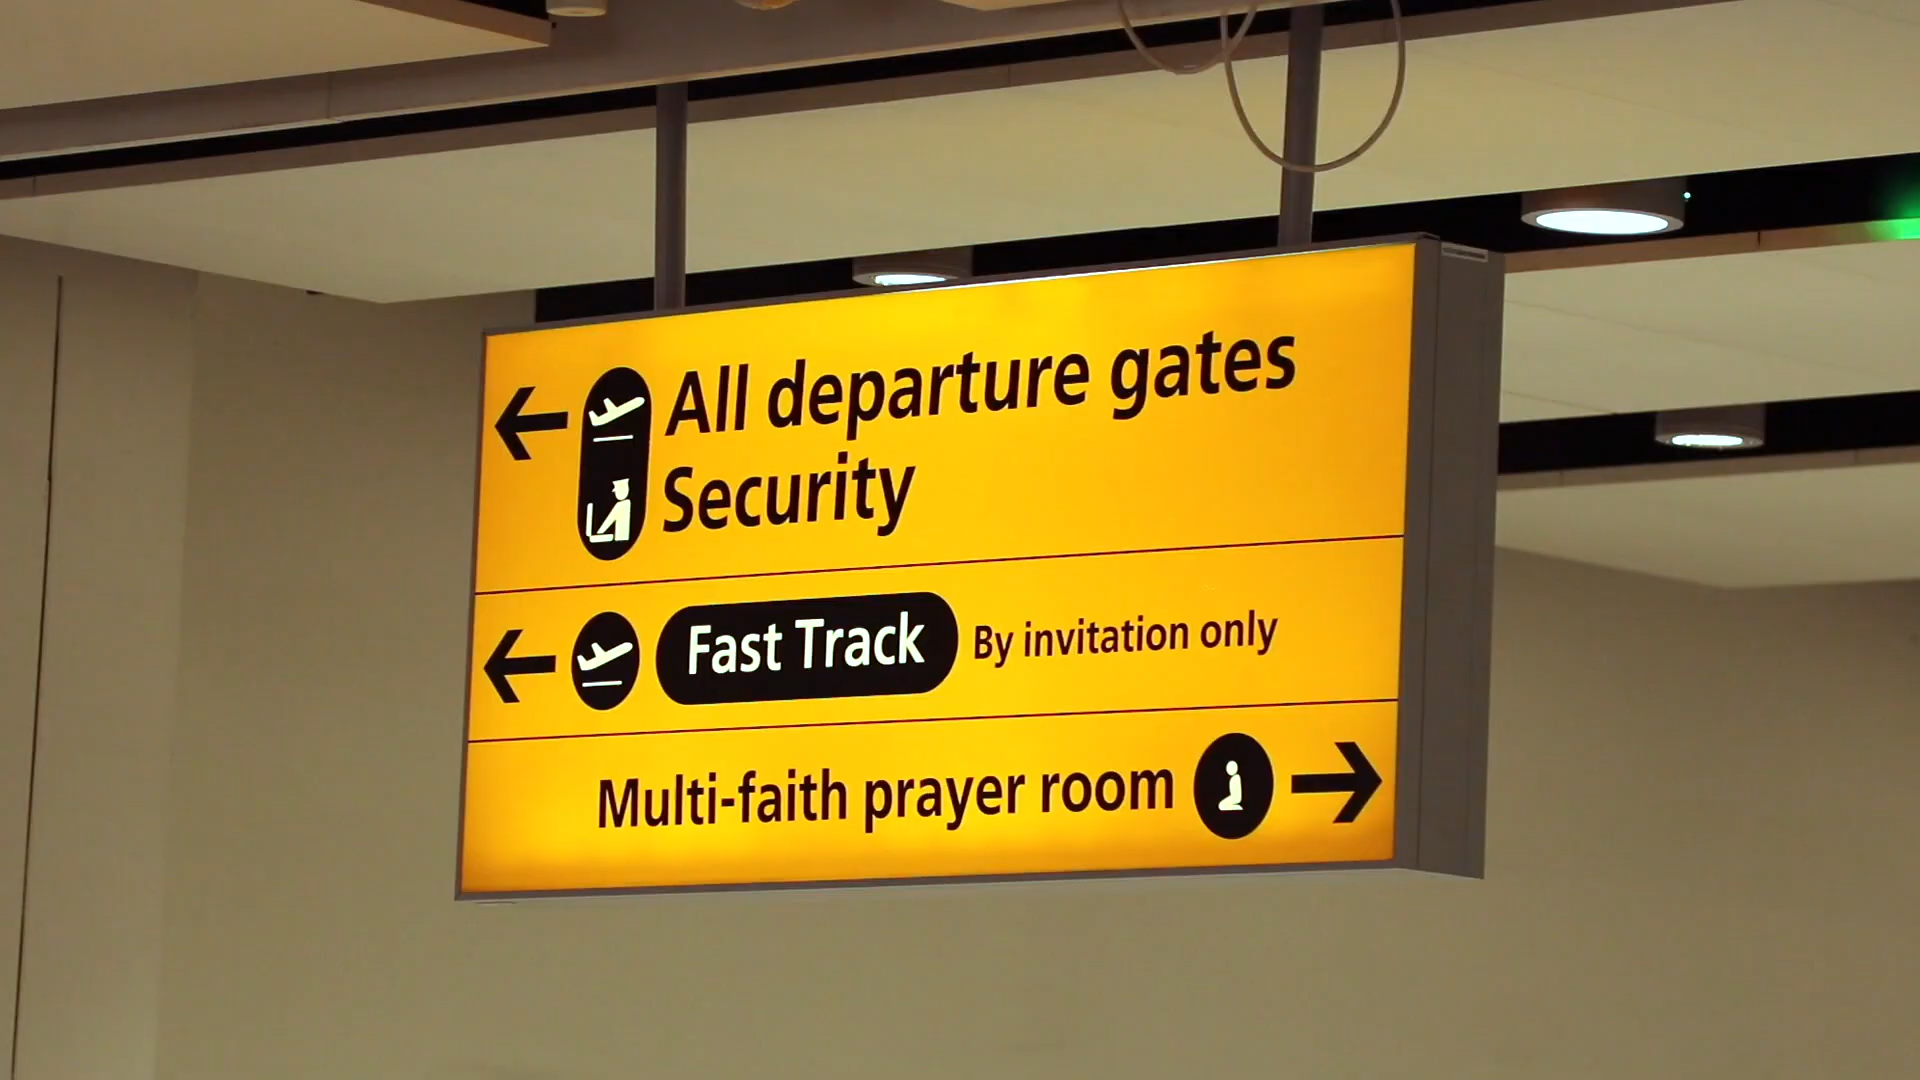 All departure gates
Security
Fast Track By invitation only
Multi-faith prayer room